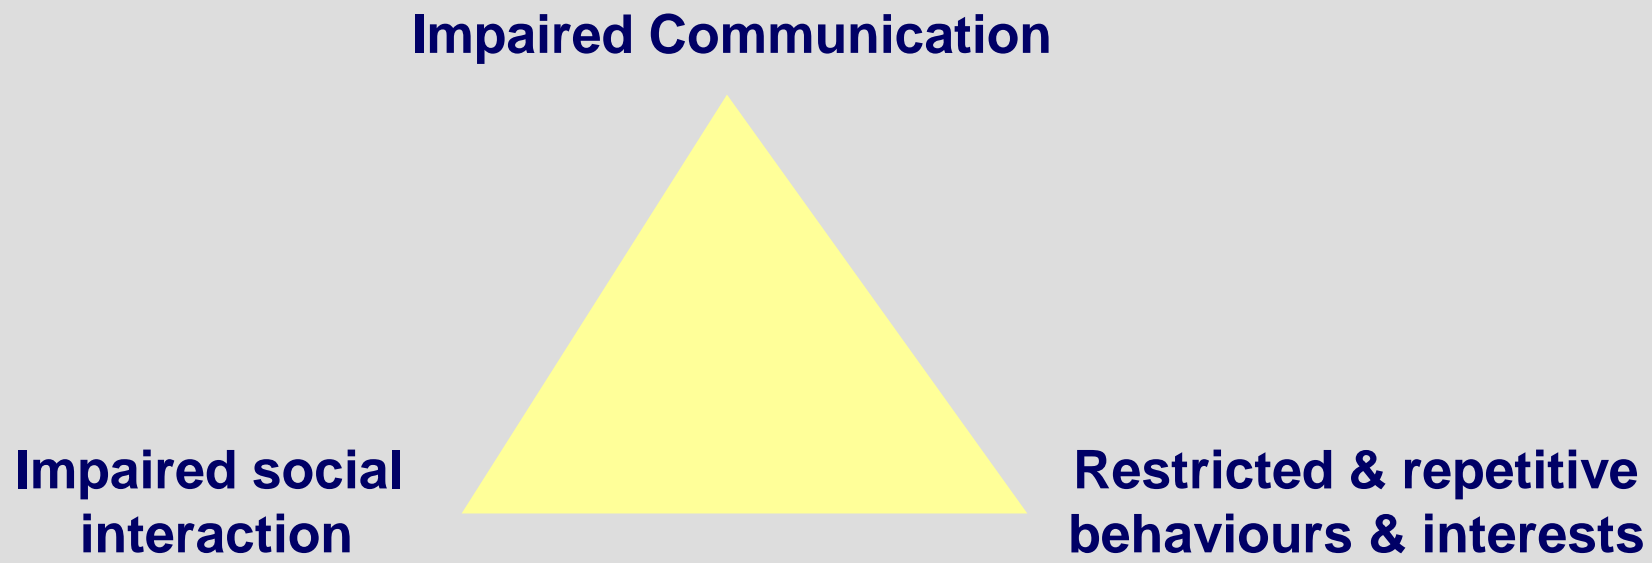 Impaired Communication
Impaired social
interaction
Restricted & repetitive
behaviours & interests